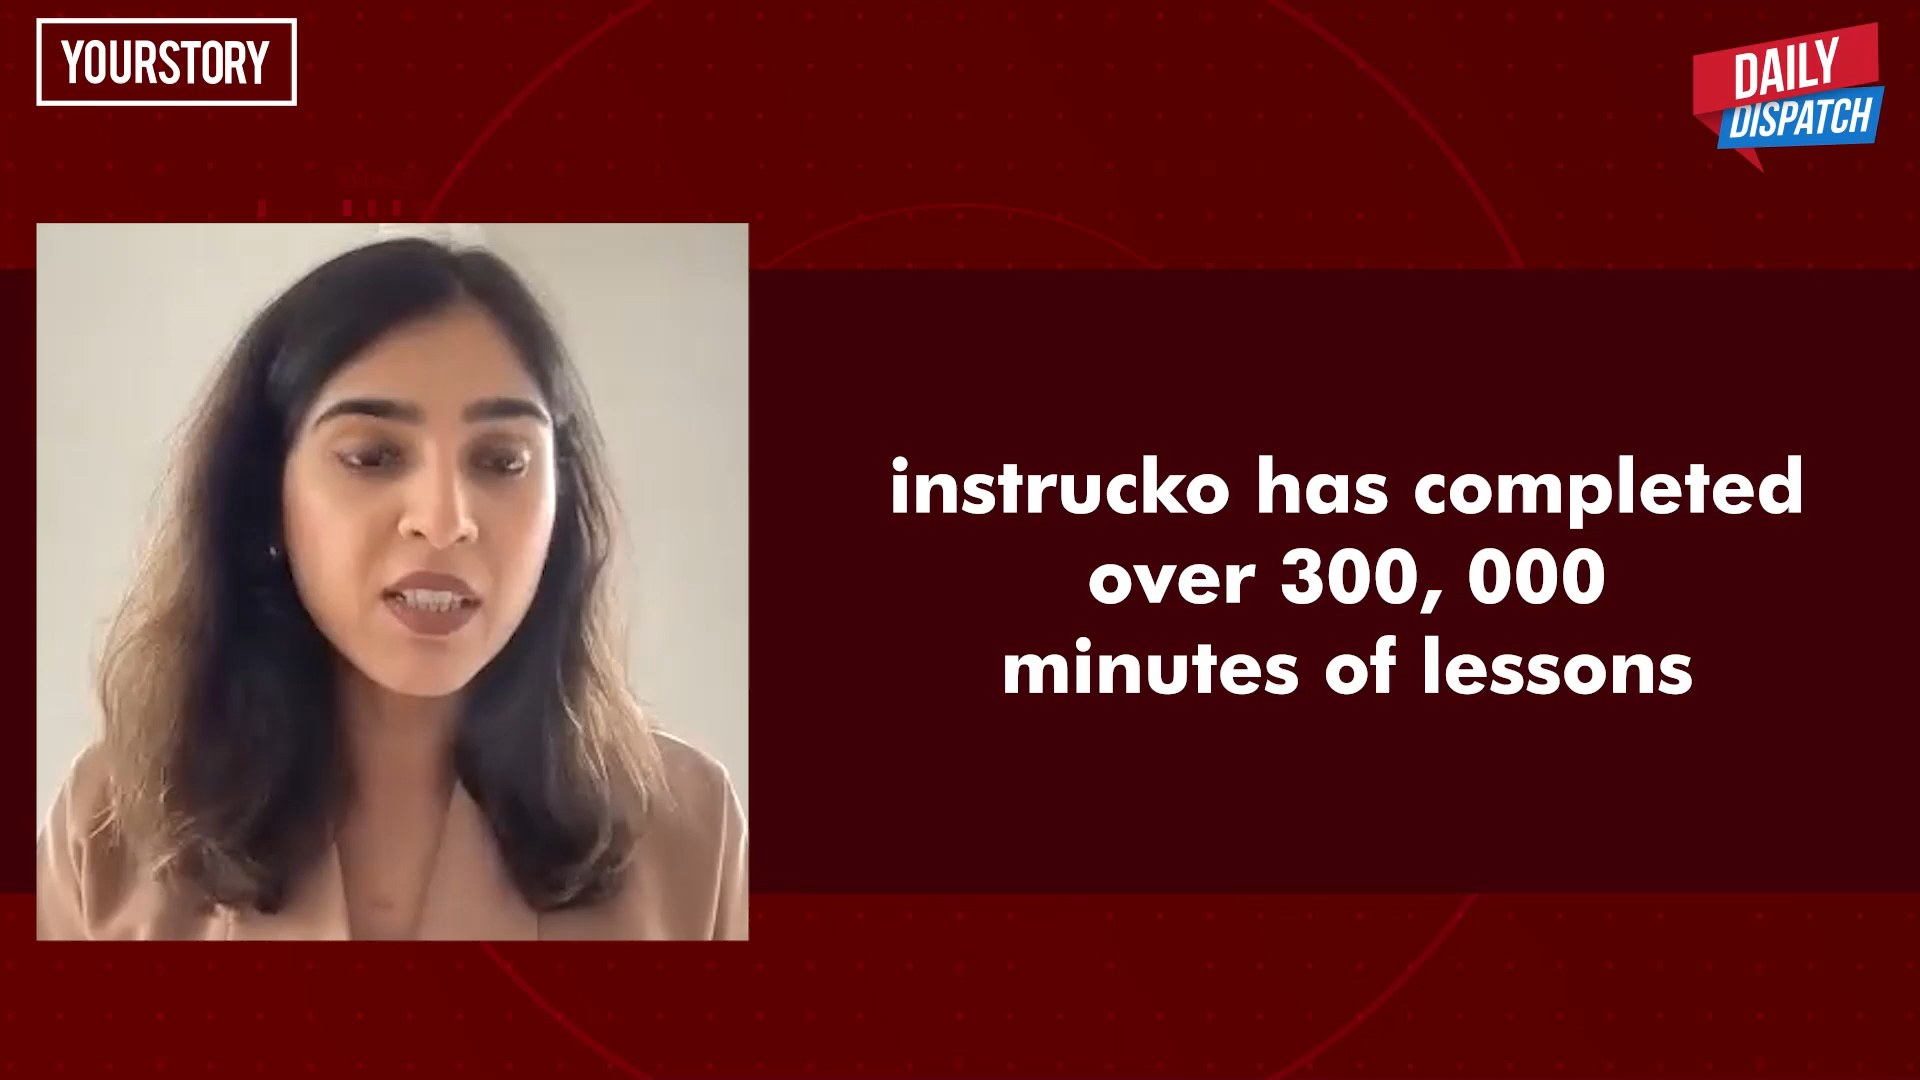 YOURSTORY
DAILY
DISPATCH
instrucko has completed
over 300, 000
minutes of lessons